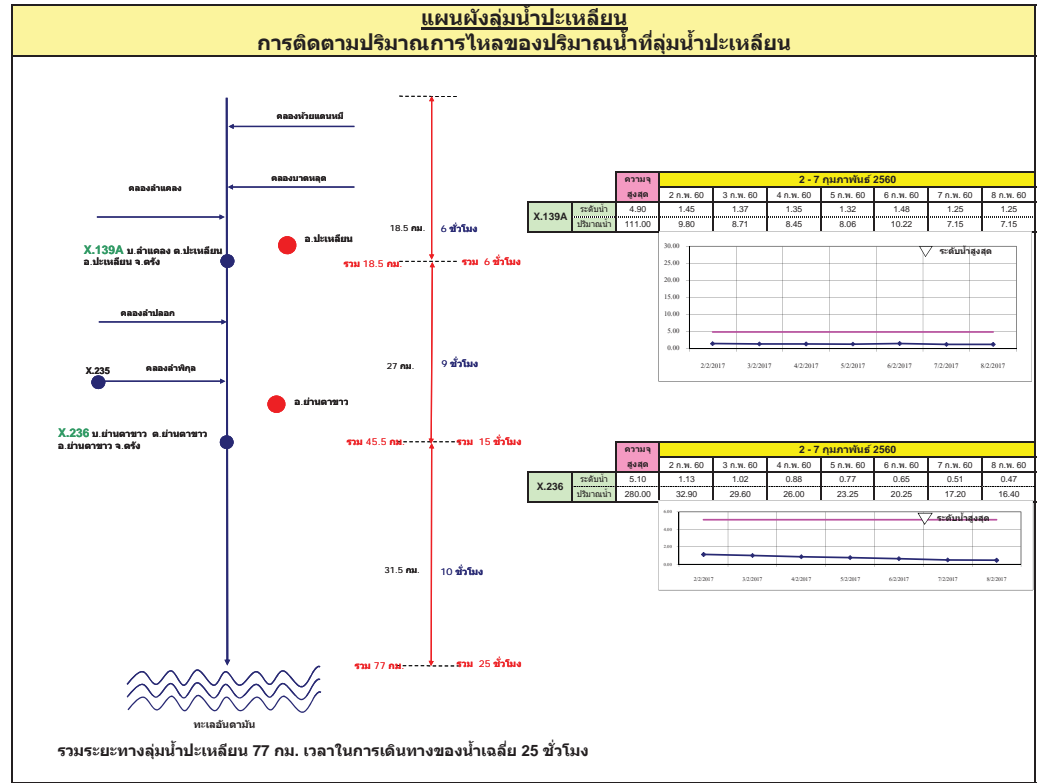 แผนผังลุ่มน้ำปะเหลียน
การติดตามปริมาณการไหลของปริมาณน้ำที่ลุ่มน้ำปะเหลียน
คลองห้วยแดนหมี
คลองบาดหลุด
คลองลำแคลง
อ.ปะเหลียน
X.139A บ.ลำแคลง ต.ปะเหลียน
อ.ปะเหลียน จ.ตรัง
18.5 กม. 6 ชั่วโมง
รวม 18.5 กม. รวม 6 ชั่วโมง
คลองลำปลอก
X.235 คลองลำพิกุล
27 กม. 9 ชั่วโมง
อ.ย่านตาขาว
X.236 บ.ย่านตาขาว ต.ย่านตาขาว
อ.ย่านตาขาว จ.ตรัง
รวม 45.5 กม. รวม 15 ชั่วโมง
31.5 กม. 10 ชั่วโมง
รวม 77 กม. รวม 25 ชั่วโมง
ทะเลอันดามัน
รวมระยะทางลุ่มน้ำปะเหลียน 77 กม. เวลาในการเดินทางของน้ำเฉลี่ย 25 ชั่วโมง
ความจุ 2 - 7 กุมภาพันธ์ 2560
สูงสุด 2 ก.พ. 60 3 ก.พ. 60 4 ก.พ. 60 5 ก.พ. 60 6 ก.พ. 60 7 ก.พ. 60 8 ก.พ. 60
X.139A
ระดับน้ำ 4.90 1.45 1.37 1.35 1.32 1.48 1.25 1.25
ปริมาณน้ำ 111.00 9.80 8.71 8.45 8.06 10.22 7.15 7.15
ระดับน้ำสูงสุด
30.00
25.00
20.00
15.00
10.00
5.00
0.00
2/2/2017 3/2/2017 4/2/2017 5/2/2017 6/2/2017 7/2/2017 8/2/2017
ความจุ 2 - 7 กุมภาพันธ์ 2560
สูงสุด 2 ก.พ. 60 3 ก.พ. 60 4 ก.พ. 60 5 ก.พ. 60 6 ก.พ. 60 7 ก.พ. 60 8 ก.พ. 60
X.236
ระดับน้ำ 5.10 1.13 1.02 0.88 0.77 0.65 0.51 0.47
ปริมาณน้ำ 280.00 32.90 29.60 26.00 23.25 20.25 17.20 16.40
ระดับน้ำสูงสุด
6.00
4.00
2.00
0.00
2/2/2017 3/2/2017 4/2/2017 5/2/2017 6/2/2017 7/2/2017 8/2/2017